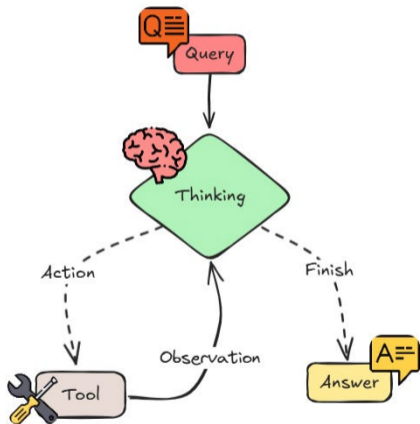 Q
Query
Thinking
Action
Finish
Observation
A
Tool
Answer